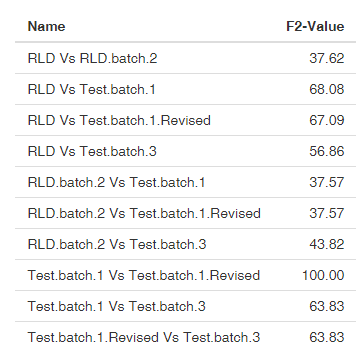 Name F2-Value
RLD Vs RLD.batch.2 37.62
RLD Vs Test.batch.1 68.08
RLD Vs Test.batch.1.Revised 67.09
RLD Vs Test.batch.3 56.86
RLD.batch.2 Vs Test.batch.1 37.57
RLD.batch.2 Vs Test.batch.1.Revised 37.57
RLD.batch.2 Vs Test.batch.3 43.82
Test.batch.1 Vs Test.batch.1.Revised 100.00
Test.batch.1 Vs Test.batch.3 63.83
Test.batch.1.Revised Vs Test.batch.3 63.83